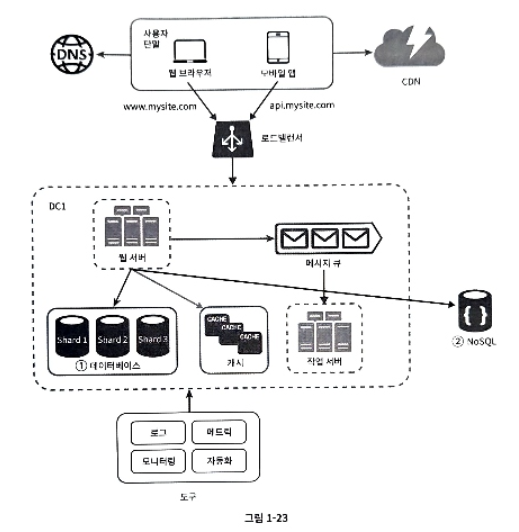 사용자
단말
DNS
웹 브라우저
모바일 앱
CDN
www.mysite.com
api.mysite.com
로드밸런서
DC1
웹 서버
메시지 큐
Shard 1
Shard 2
Shard 3
① 데이터베이스
CACHE
CACHE
CACHE
캐시
작업 서버
② NoSQL
로그
메트릭
모니터링
자동화
도구
그림 1-23